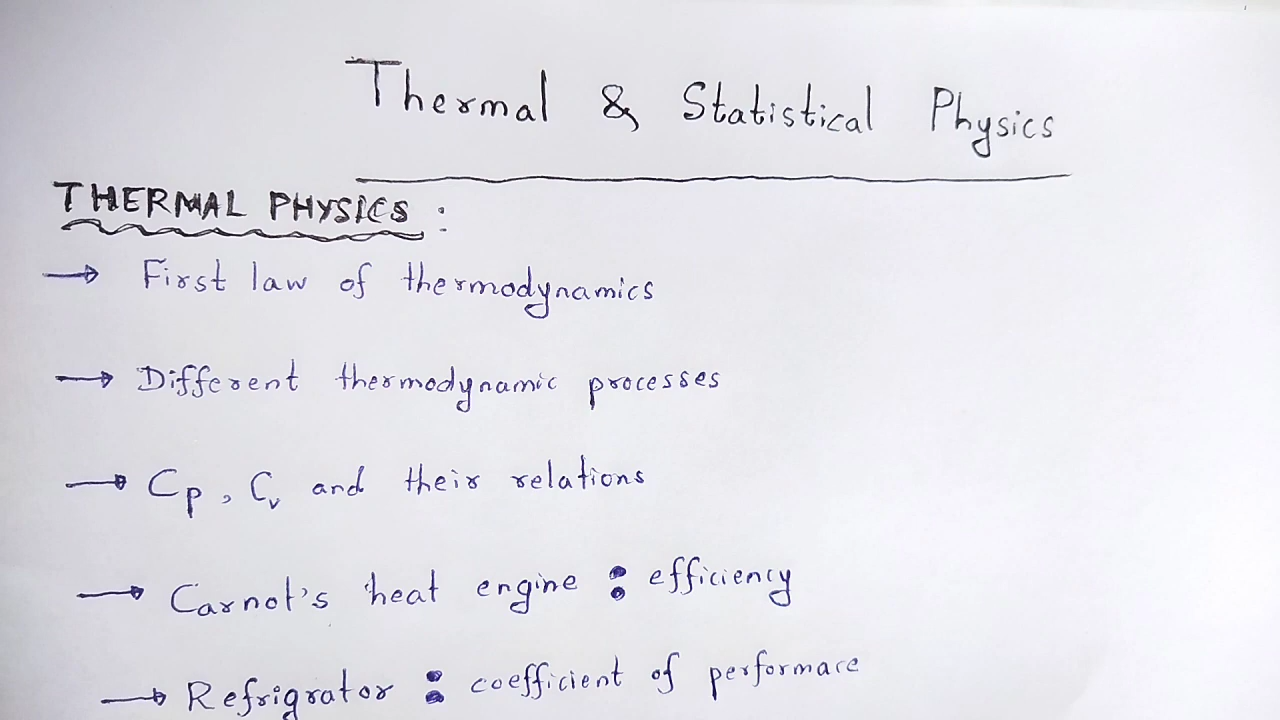 Thermal & Statistical Physics
THERMAL PHYSICS :
→ First law of thermodynamics
→ Different thermodynamic processes
→ Cp, Cv and their relations
→ Carnot's heat engine : efficiency
→ Refrigrator : coefficient of performace